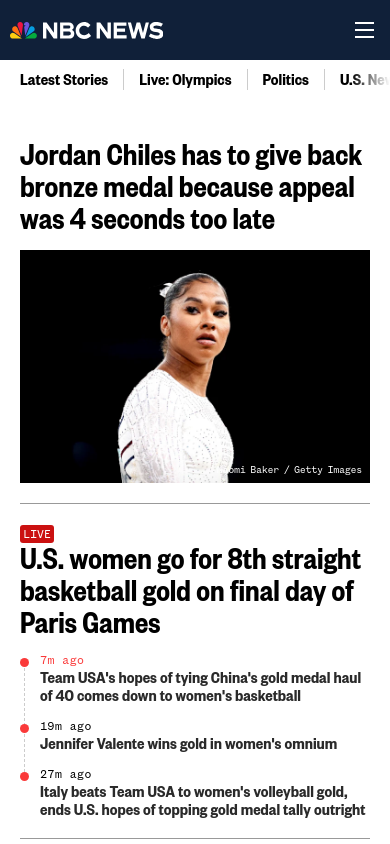 NBC NEWS
Latest Stories
Live: Olympics
Politics
U.S.
Jordan Chiles has to give back
bronze medal because appeal
was 4 seconds too late
Baker / Getty Images
LIVE
U.S. women go for 8th straight
basketball gold on final day of
Paris Games
7m ago
Team USA's hopes of tying China's gold medal haul
of 40 comes down to women's basketball
19m ago
Jennifer Valente wins gold in women's omnium
27m ago
Italy beats Team USA to women's volleyball gold,
ends U.S. hopes of topping gold medal tally outright